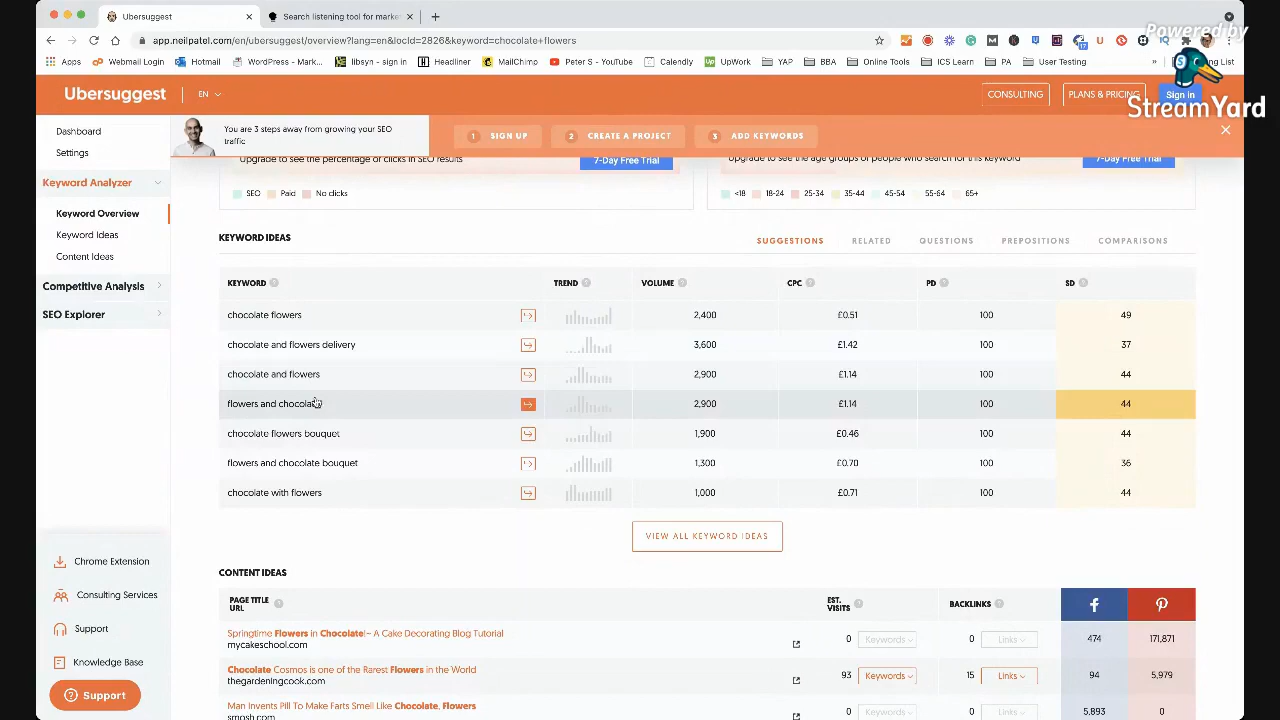 Ubersuggest
Search listening tool for marke
app.neilpatel.com/en/ubersuggest/overview?lang=en&locId=2826&keyword=chocolate+flowers
Powered by
Apps
Webmail Login
Hotmail
WordPress - Mark...
libsyn - sign in
Headliner
MailChimp
Peter S - YouTube
Calendly
UpWork
YAP
BBA
Online Tools
ICS Learn
PA
User Testing
StreamYard
Ubersuggest
EN
CONSULTING
PLANS & PRICING
Sign in
You are 3 steps away from growing your SEO
traffic
1 SIGN UP
2 CREATE A PROJECT
3 ADD KEYWORDS
Dashboard
Settings
Keyword Analyzer
Keyword Overview
Keyword Ideas
Content Ideas
Competitive Analysis
SEO Explorer
Chrome Extension
Consulting Services
Support
Knowledge Base
Support
Upgrade to see the percentage of clicks in SEO results
7-Day Free Trial
Upgrade to see the age groups of people who search for this keyword
7-Day Free Trial
SEO Paid No clicks
<18 18-24 25-34 35-44 45-54 55-64 65+
KEYWORD IDEAS
SUGGESTIONS RELATED QUESTIONS PREPOSITIONS COMPARISONS
KEYWORD TREND VOLUME CPC PD SD
chocolate flowers 2,400 £0.51 100 49
chocolate and flowers delivery 3,600 £1.42 100 37
chocolate and flowers 2,900 £1.14 100 44
flowers and chocolate 2,900 £1.14 100 44
chocolate flowers bouquet 1,900 £0.46 100 44
flowers and chocolate bouquet 1,300 £0.70 100 36
chocolate with flowers 1,000 £0.71 100 44
VIEW ALL KEYWORD IDEAS
CONTENT IDEAS
PAGE TITLE
URL
EST.
VISITS
BACKLINKS
Springtime Flowers in Chocolate!- A Cake Decorating Blog Tutorial
mycakeschool.com
0 Keywords 0 Links 474 171,871
Chocolate Cosmos is one of the Rarest Flowers in the World
thegardeningcook.com
93 Keywords 15 Links 94 5,979
Man Invents Pill To Make Farts Smell Like Chocolate, Flowers
smosh.com
0 Keywords 0 Links 5,893 0